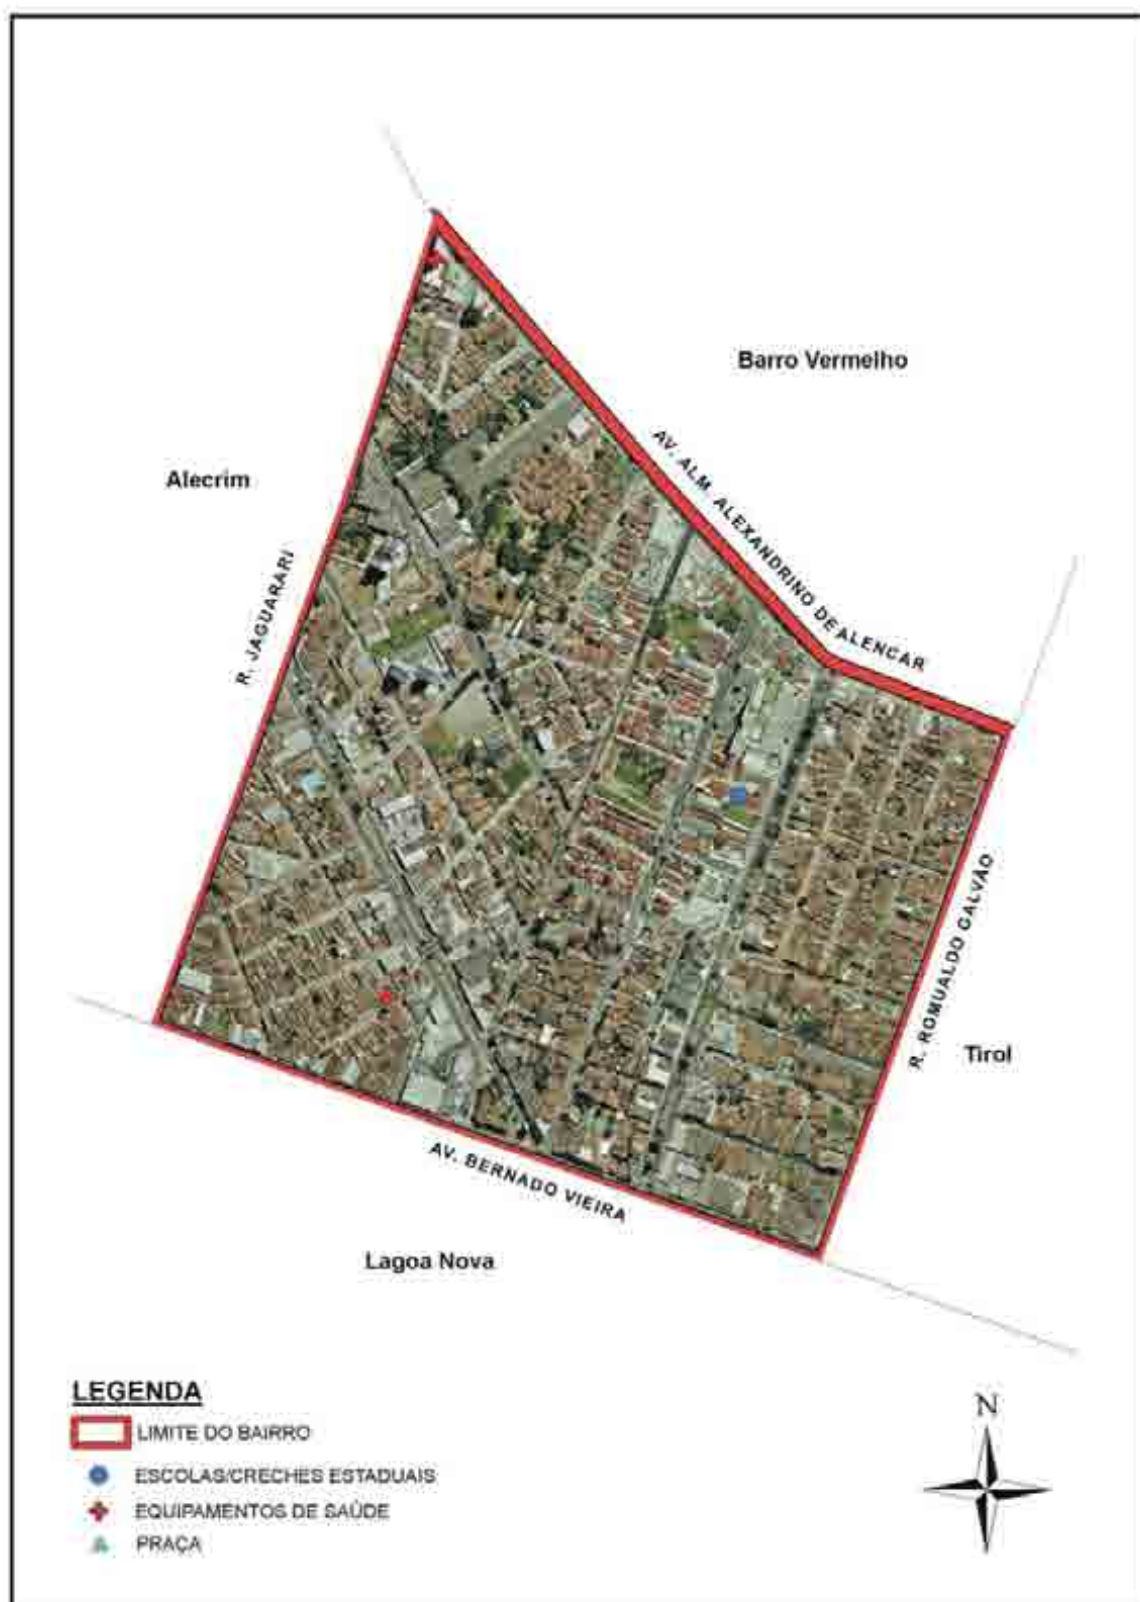 Barro Vermelho
Alecrim
AV. ALM. ALEXANDRINO DE ALENCAR
R. JAGUARARI
R. ROMUALDO GALVÃO
Tirol
AV. BERNADO VIEIRA
Lagoa Nova
LEGENDA
LIMITE DO BAIRRO
ESCOLAS/CRECHES ESTADUAIS
EQUIPAMENTOS DE SAÚDE
PRAÇA
N